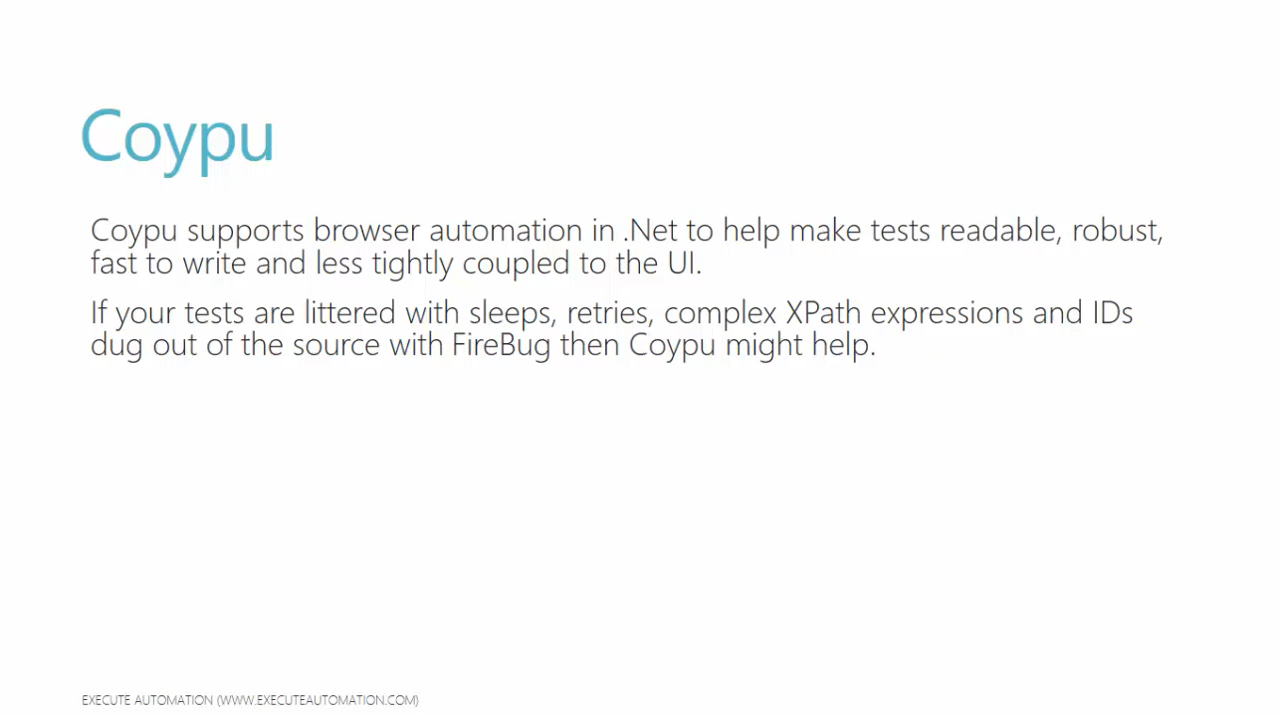 Coypu
Coypu supports browser automation in .Net to help make tests readable, robust,
fast to write and less tightly coupled to the UI.
If your tests are littered with sleeps, retries, complex XPath expressions and IDs
dug out of the source with FireBug then Coypu might help.
EXECUTE AUTOMATION (WWW.EXECUTEAUTOMATION.COM)